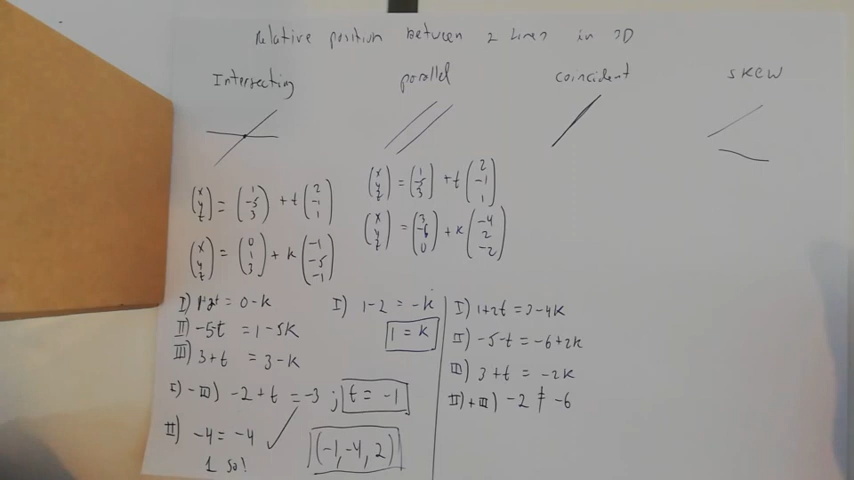 Relative position between 2 lines in 3D
Intersecting
parallel
coincident
SKEW
(x y z) = (1 -5 3) + t (2 -1 1)
(x y z) = (0 1 3) + k (-1 -5 -1)
(x y z) = (1 -5 3) + t (2 -1 1)
(x y z) = (3 -6 0) + k (-4 2 -2)
I) 1+2t = 0-k
II) -5t = 1-5k
III) 3+t = 3-k
I) -III) -2+t = -3 ; t = -1
II) -4 = -4 ✓
1 sol
I) 1-2 = -k
1 = k
(-1, -4, 2)
I) 1+2t = 3-4k
II) -5-t = -6+2k
III) 3+t = -2k
II)+III) -2 ≠ -6